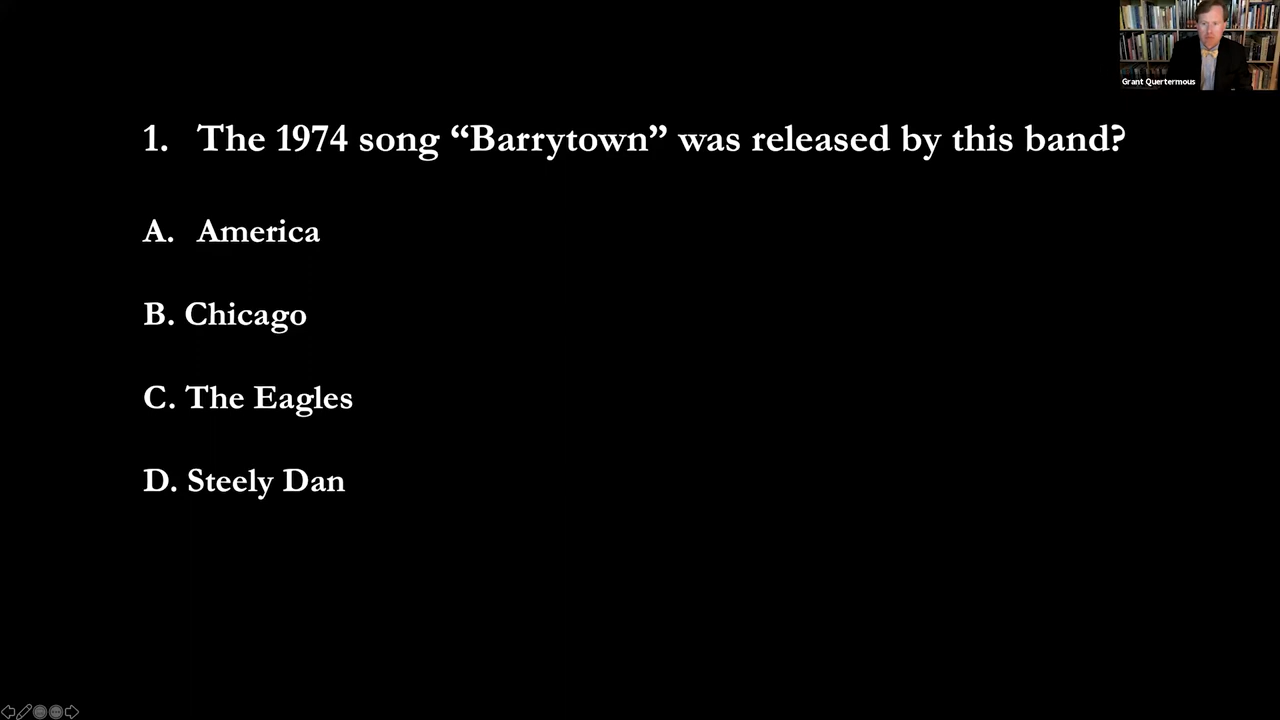 Grant Quertermous
1. The 1974 song “Barrytown” was released by this band?
A. America
B. Chicago
C. The Eagles
D. Steely Dan